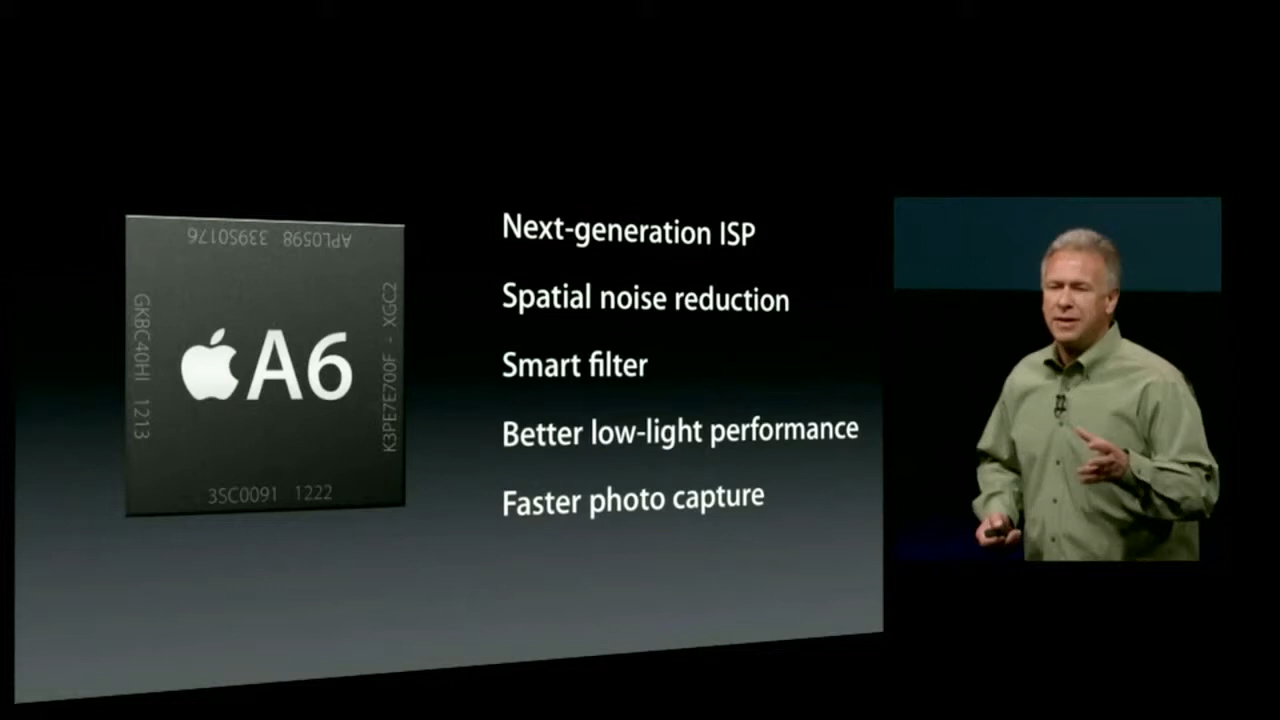 APL0598 339S0176
GKBC40HI 1213
A6
K3PE7E700F - XGC2
3SC0091 1222
Next-generation ISP
Spatial noise reduction
Smart filter
Better low-light performance
Faster photo capture